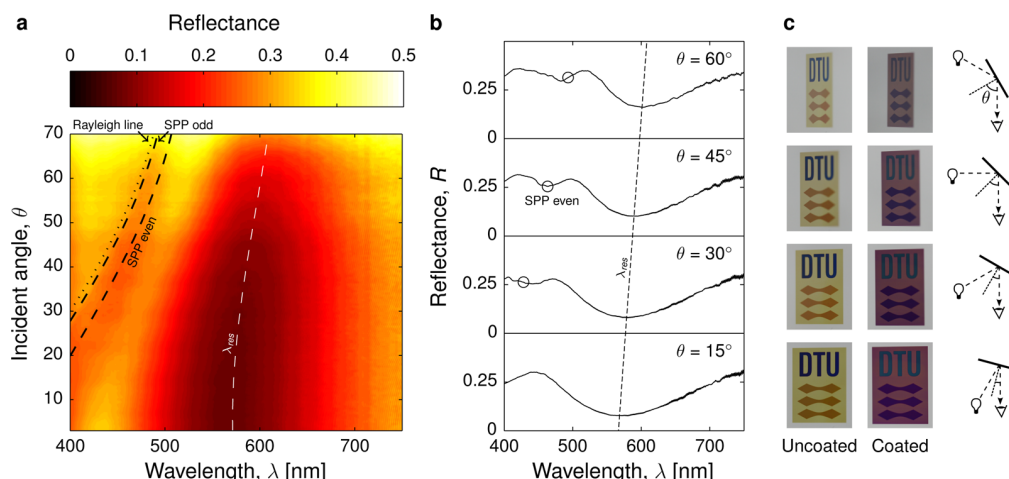 a
Reflectance
0 0.1 0.2 0.3 0.4 0.5
Rayleigh line SPP odd
SPP even
λres
70
60
50
40
30
20
10
Incident angle, θ
400 500 600 700
Wavelength, λ [nm]
b
θ = 60°
0.25
0
θ = 45°
0.25
SPP even
0
θ = 30°
λres
0.25
0
θ = 15°
0.25
0
Reflectance, R
400 500 600 700
Wavelength, λ [nm]
c
DTU DTU
θ
DTU DTU
DTU DTU
DTU DTU
Uncoated Coated